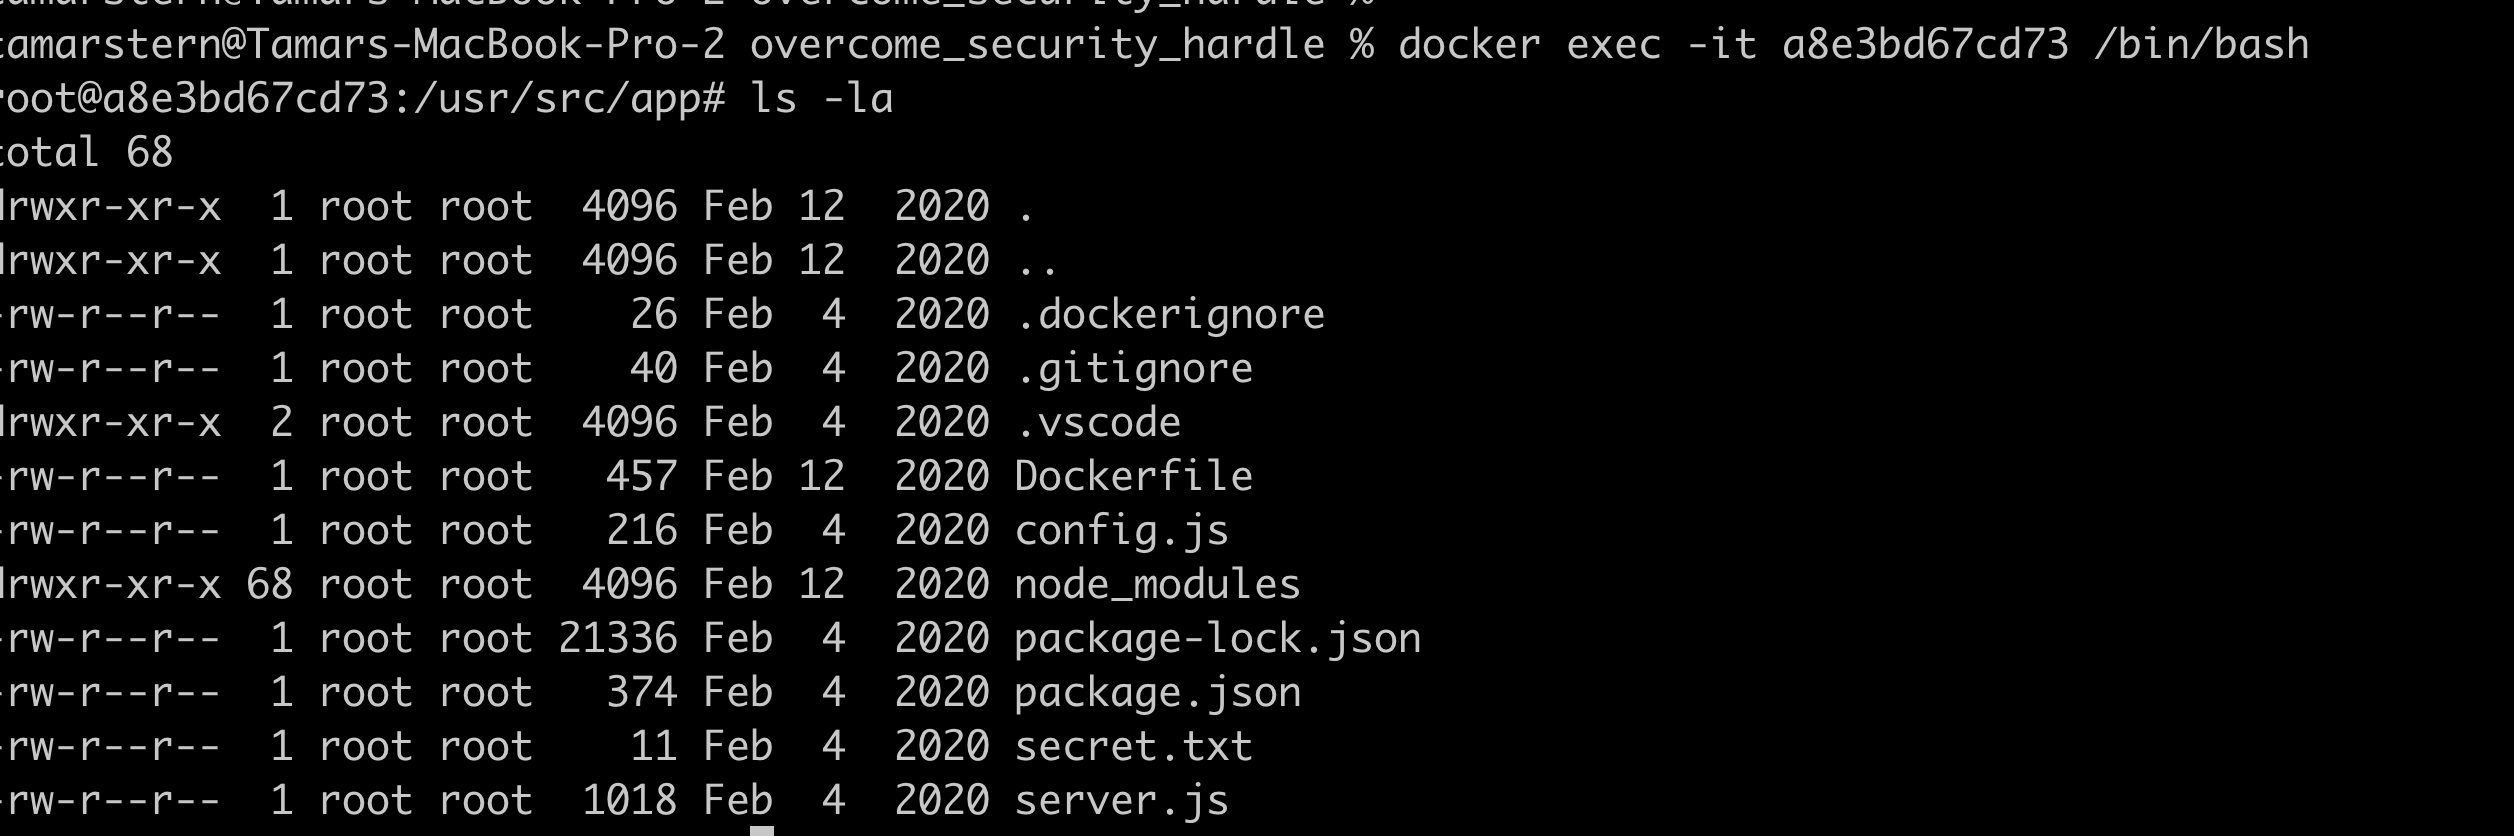 tamarstern@Tamars-MacBook-Pro-2 overcome_security_hardle %
tamarstern@Tamars-MacBook-Pro-2 overcome_security_hardle % docker exec -it a8e3bd67cd73 /bin/bash
root@a8e3bd67cd73:/usr/src/app# ls -la
total 68
drwxr-xr-x  1 root root  4096 Feb 12  2020 .
drwxr-xr-x  1 root root  4096 Feb 12  2020 ..
-rw-r--r--  1 root root    26 Feb  4  2020 .dockerignore
-rw-r--r--  1 root root    40 Feb  4  2020 .gitignore
drwxr-xr-x  2 root root  4096 Feb  4  2020 .vscode
-rw-r--r--  1 root root   457 Feb 12  2020 Dockerfile
-rw-r--r--  1 root root   216 Feb  4  2020 config.js
drwxr-xr-x 68 root root  4096 Feb 12  2020 node_modules
-rw-r--r--  1 root root 21336 Feb  4  2020 package-lock.json
-rw-r--r--  1 root root   374 Feb  4  2020 package.json
-rw-r--r--  1 root root    11 Feb  4  2020 secret.txt
-rw-r--r--  1 root root  1018 Feb  4  2020 server.js